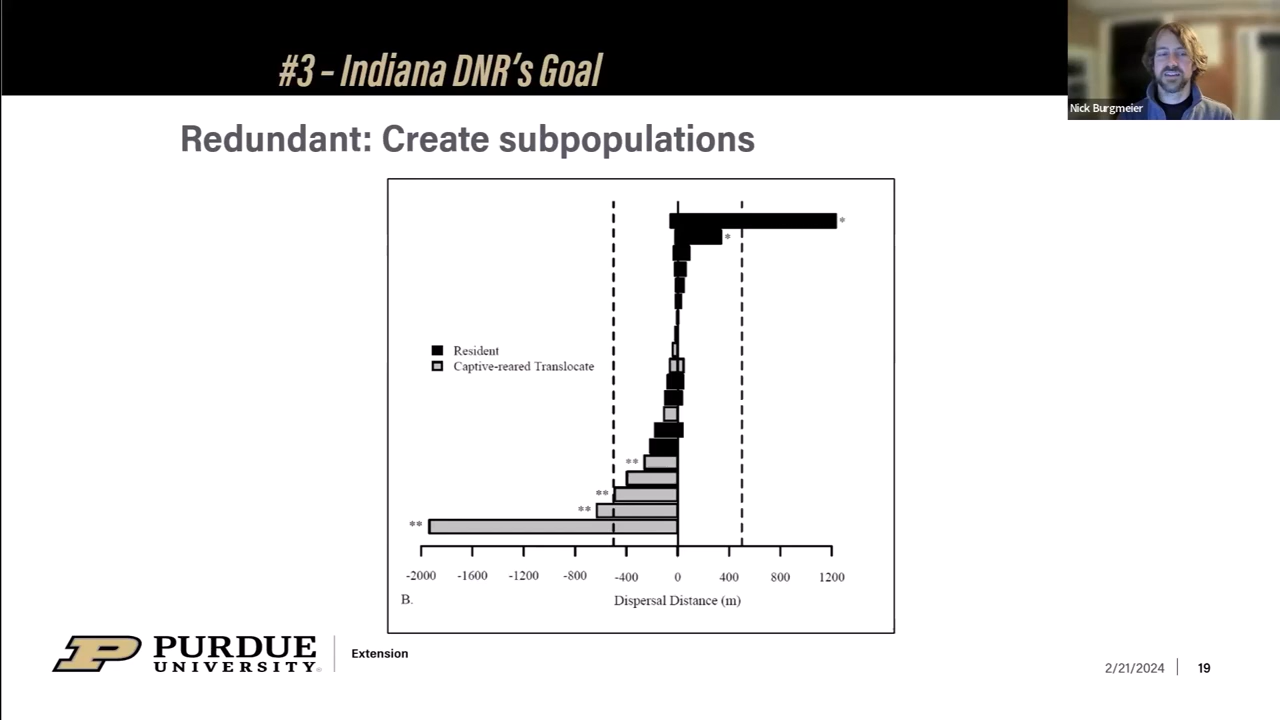 #3 – Indiana DNR's Goal
Nick Burgmeier
Redundant: Create subpopulations
*
*
Resident
Captive-reared Translocate
**
**
**
**
-2000 -1600 -1200 -800 -400 0 400 800 1200
B. Dispersal Distance (m)
PURDUE
UNIVERSITY®
Extension
2/21/2024 19